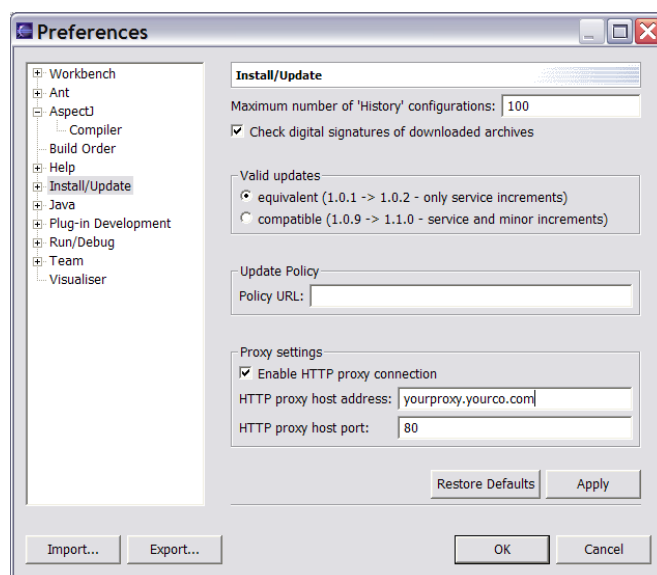 Preferences
Workbench
Ant
AspectJ
Compiler
Build Order
Help
Install/Update
Java
Plug-in Development
Run/Debug
Team
Visualiser
Install/Update
Maximum number of 'History' configurations: 100
Check digital signatures of downloaded archives
Valid updates
equivalent (1.0.1 -> 1.0.2 - only service increments)
compatible (1.0.9 -> 1.1.0 - service and minor increments)
Update Policy
Policy URL:
Proxy settings
Enable HTTP proxy connection
HTTP proxy host address: yourproxy.yourco.com
HTTP proxy host port: 80
Restore Defaults Apply
Import... Export... OK Cancel